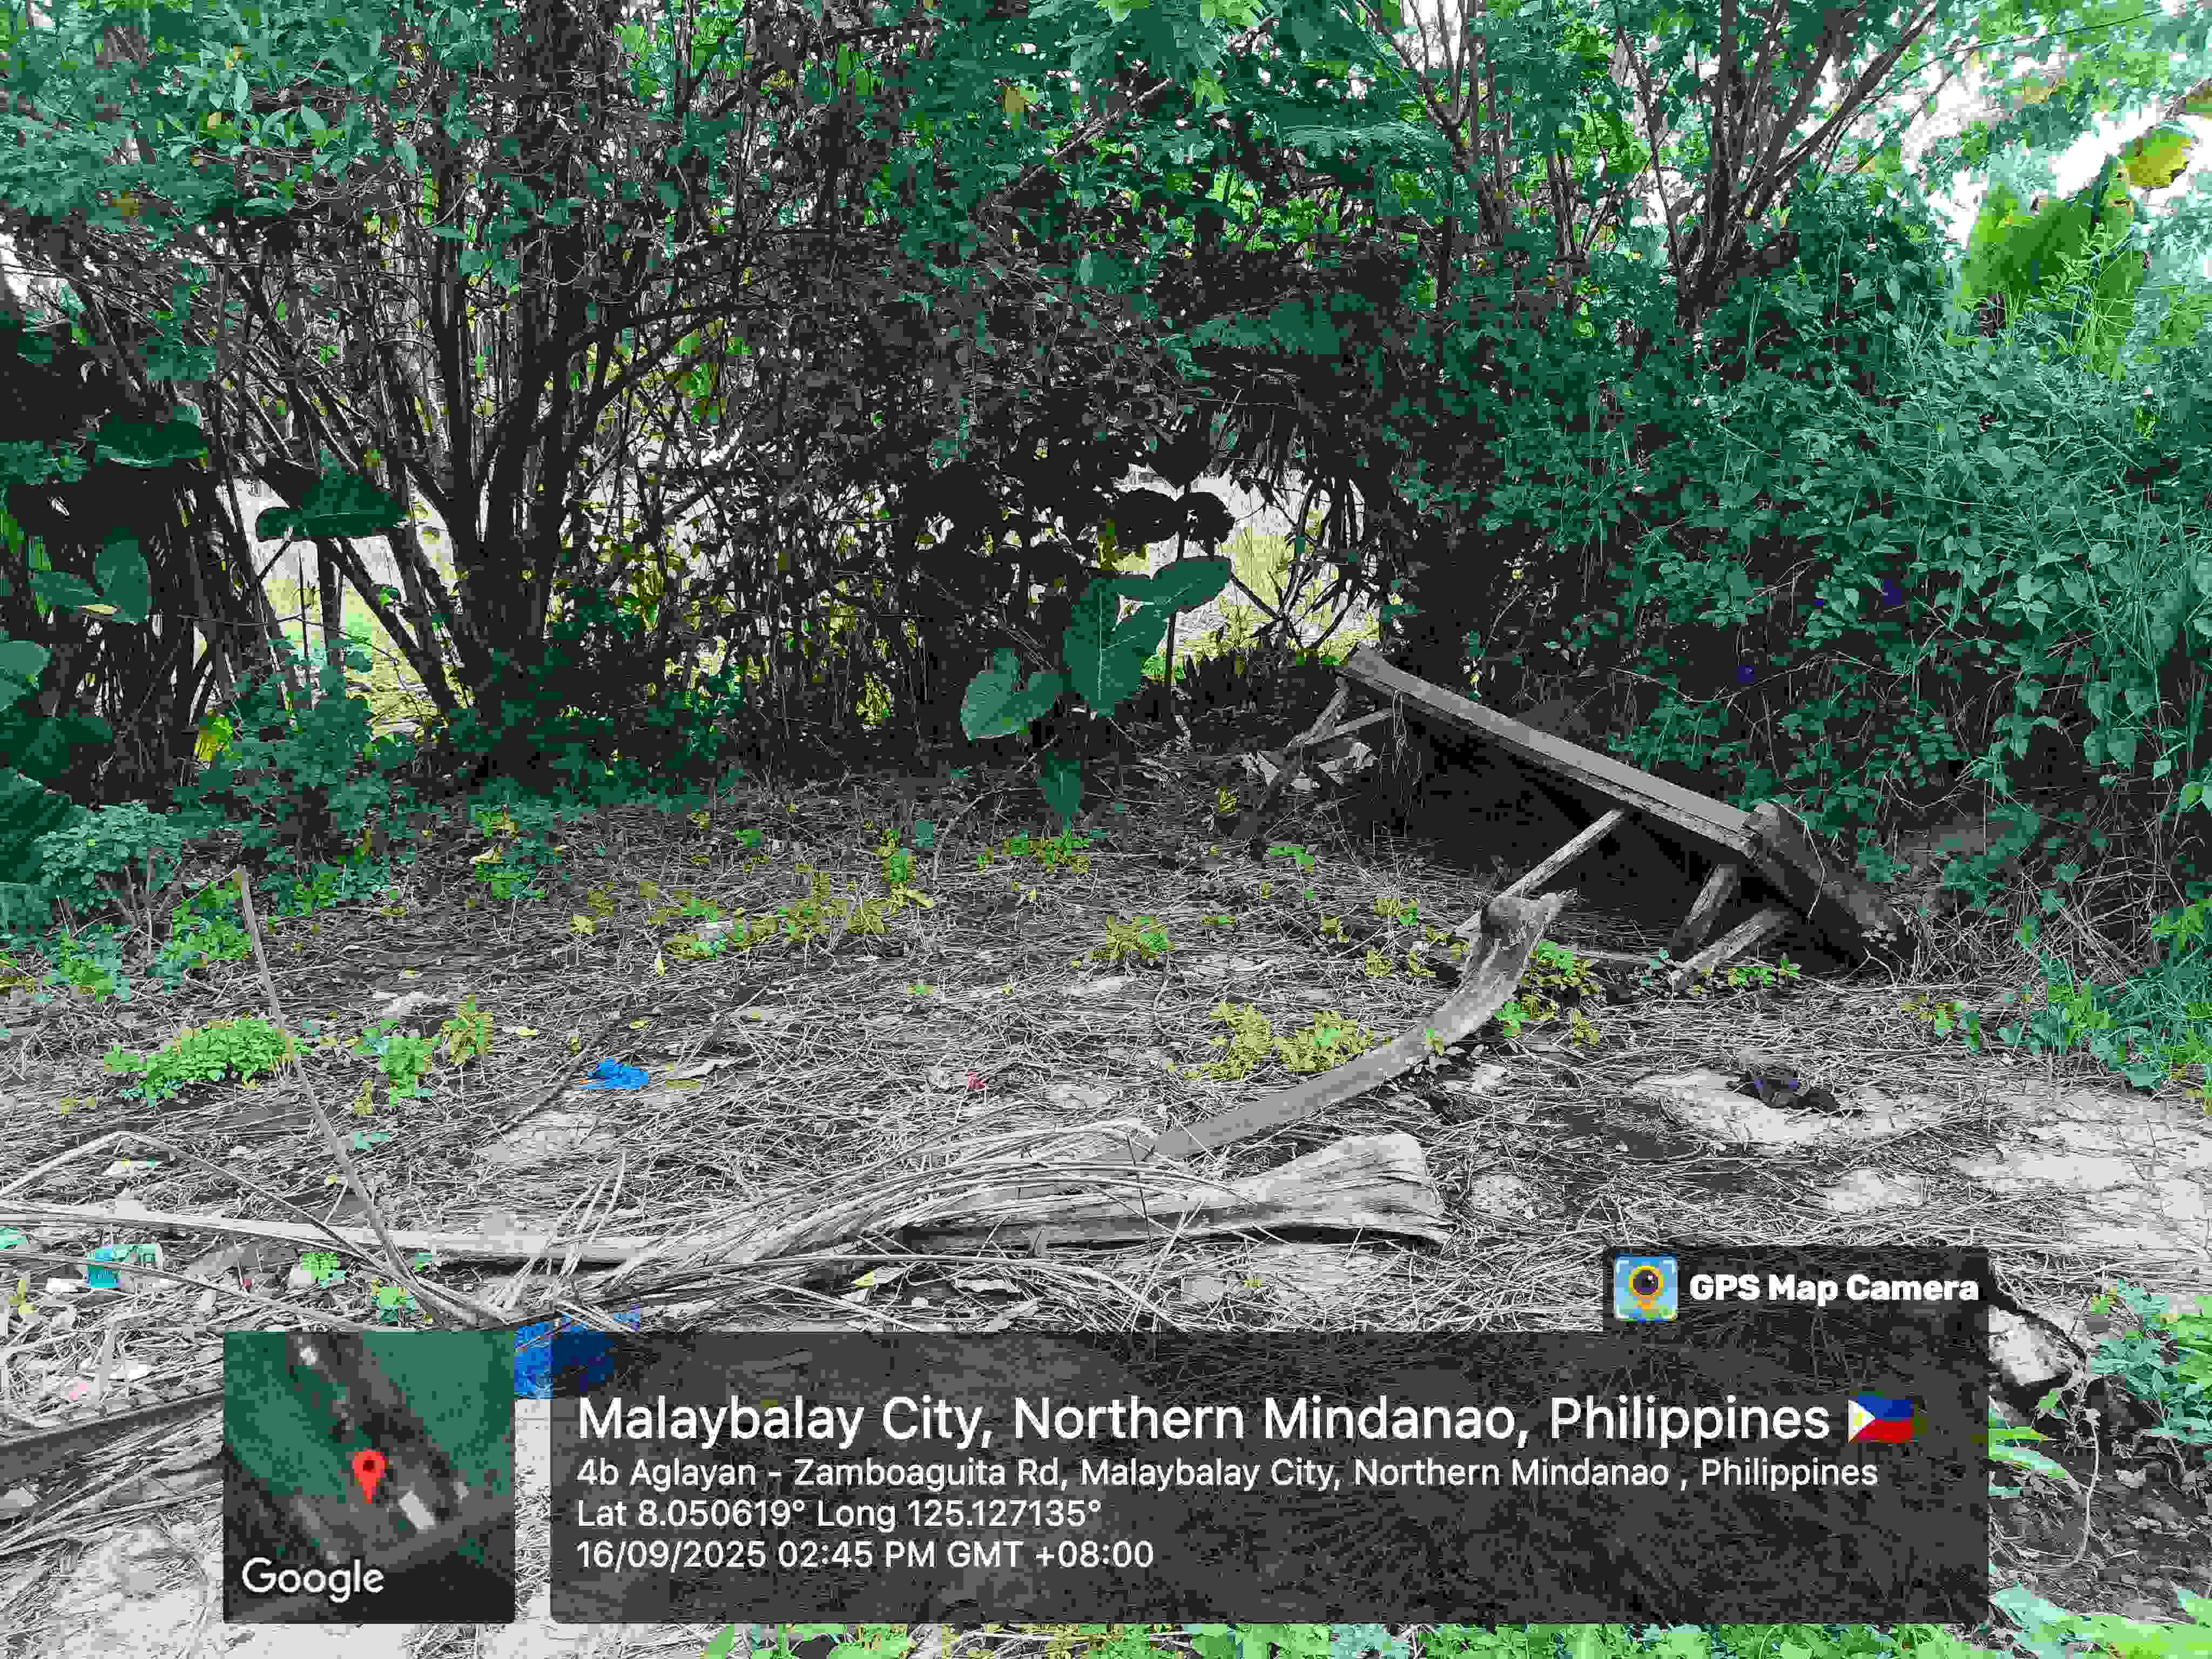 GPS Map Camera
Malaybalay City, Northern Mindanao, Philippines
4b Aglayan - Zamboaguita Rd, Malaybalay City, Northern Mindanao , Philippines
Lat 8.050619° Long 125.127135°
16/09/2025 02:45 PM GMT +08:00
Google